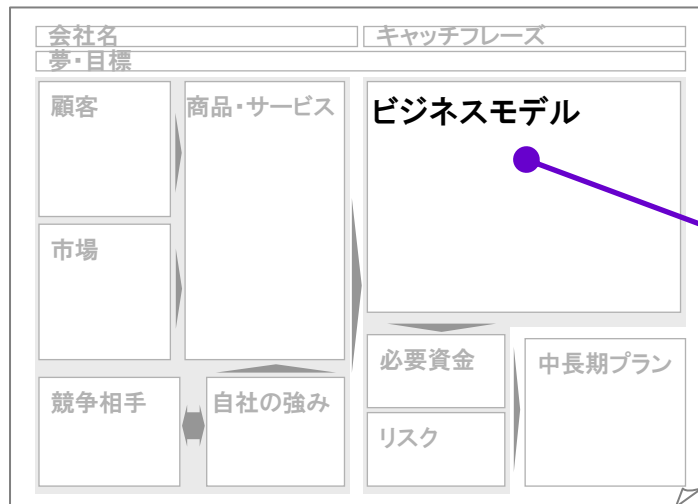 会社名
キャッチフレーズ
夢・目標
顧客
商品・サービス
ビジネスモデル
市場
競争相手
自社の強み
必要資金
リスク
中長期プラン